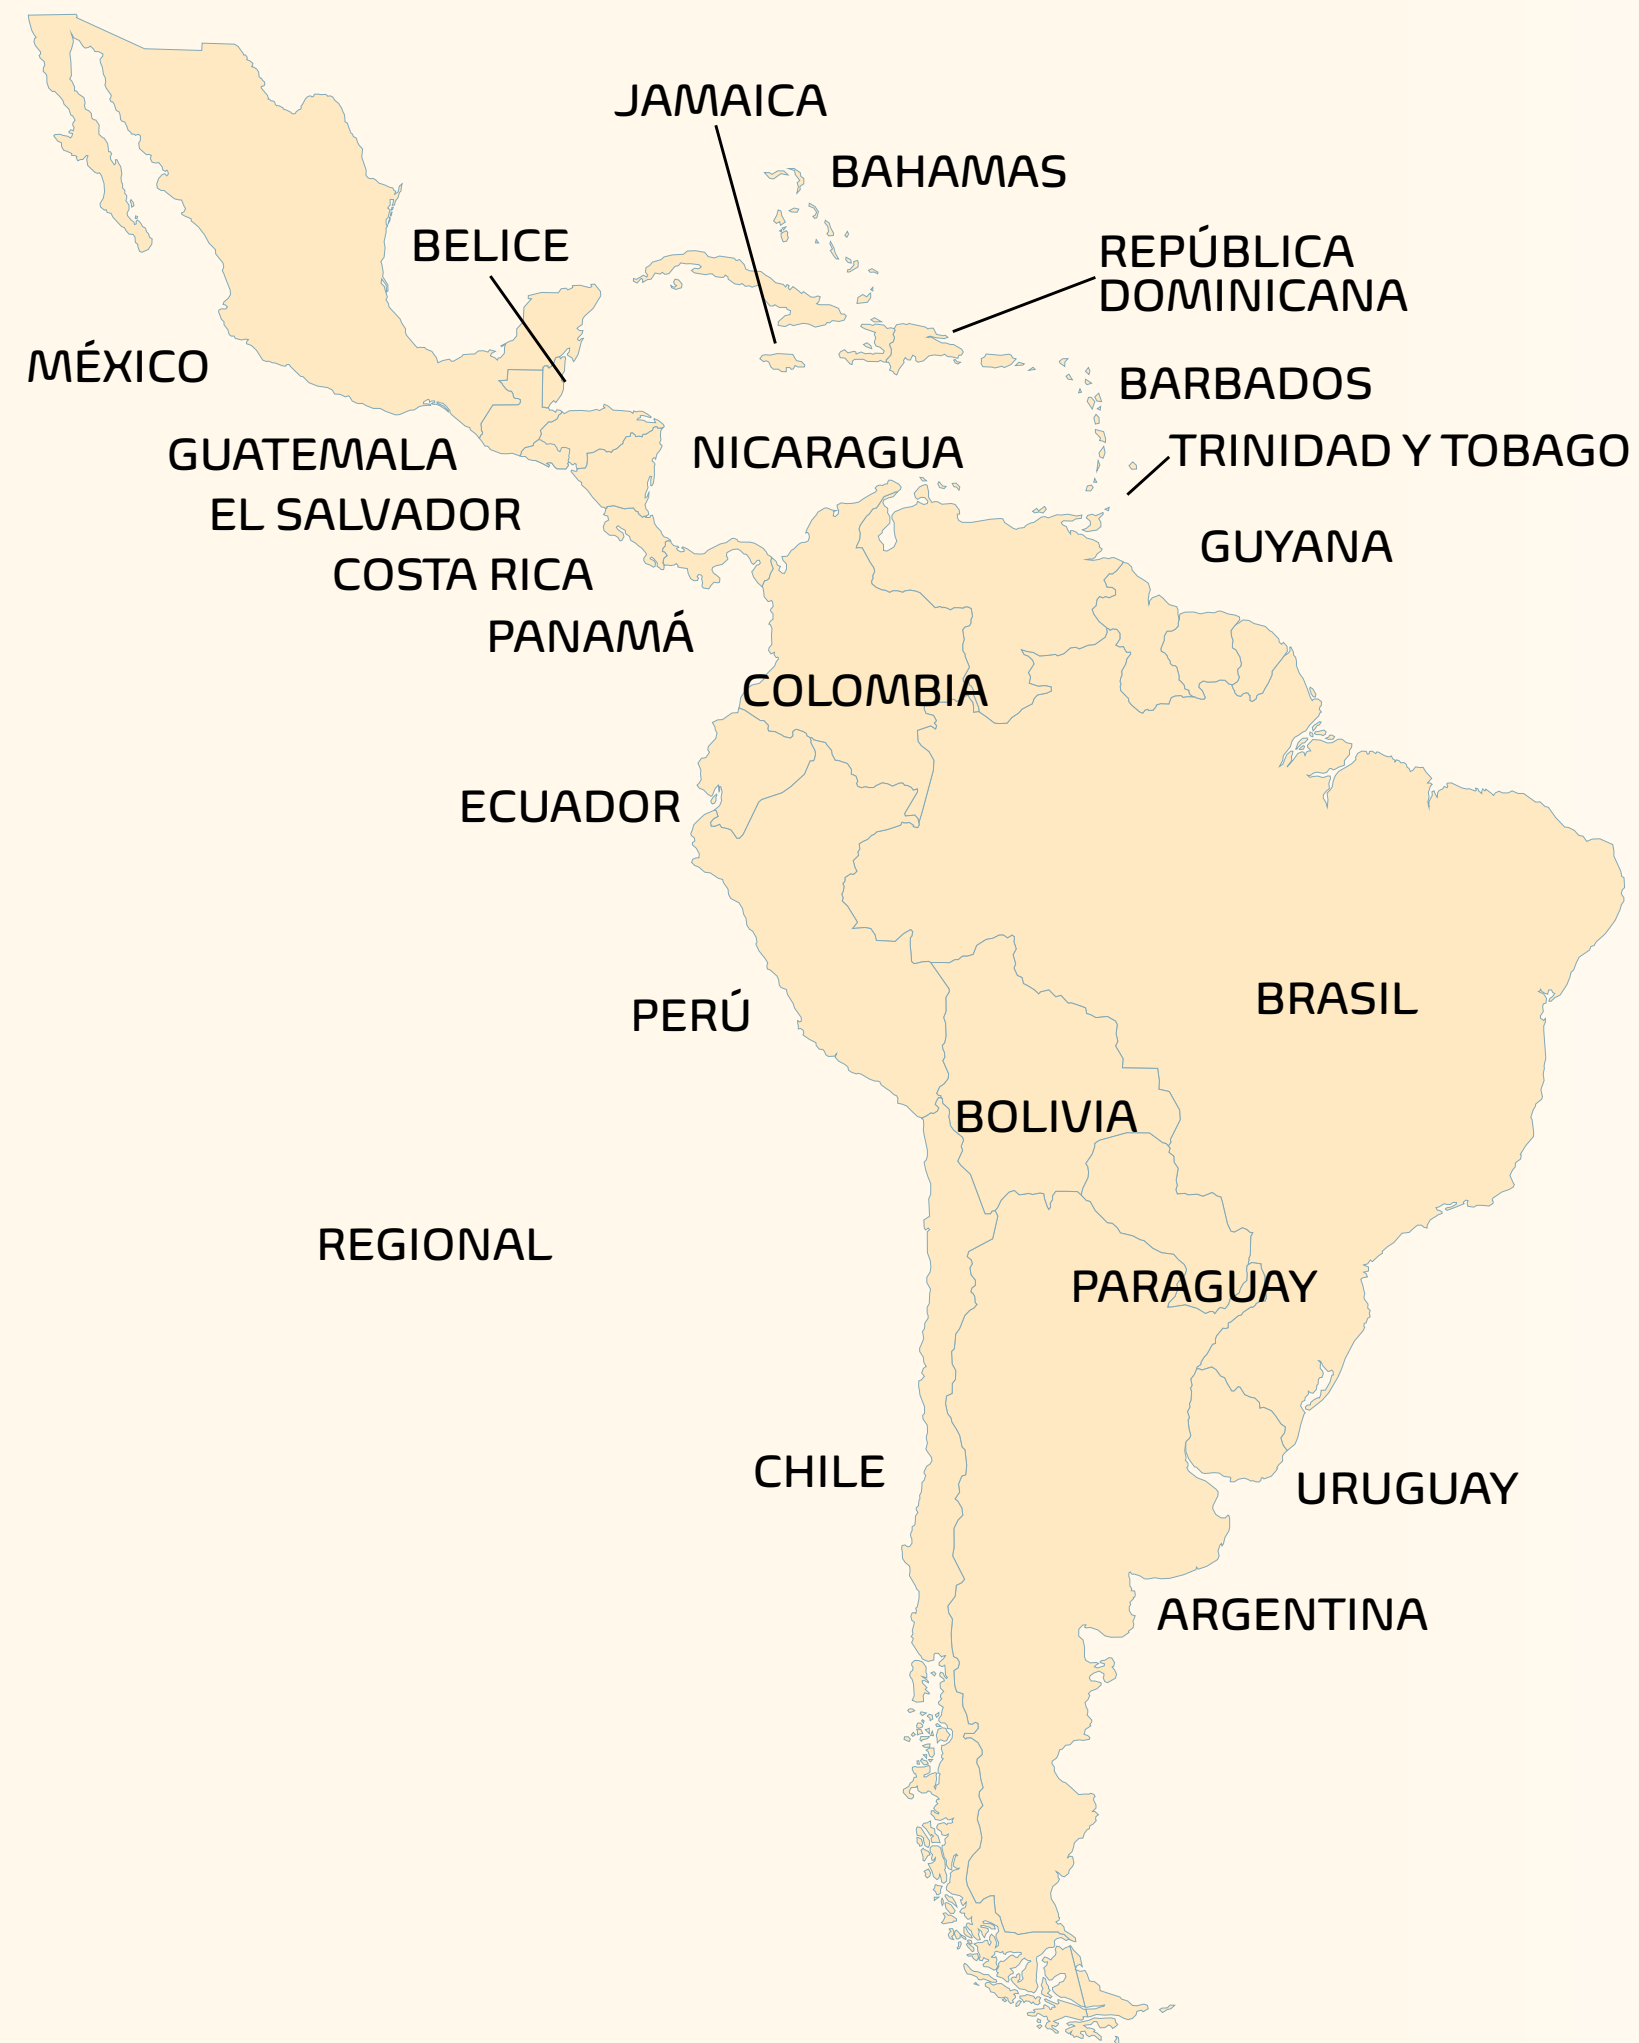 JAMAICA
BAHAMAS
BELICE
REPÚBLICA
DOMINICANA
MÉXICO
BARBADOS
GUATEMALA
NICARAGUA
TRINIDAD Y TOBAGO
EL SALVADOR
GUYANA
COSTA RICA
PANAMÁ
COLOMBIA
ECUADOR
BRASIL
PERÚ
BOLIVIA
REGIONAL
PARAGUAY
CHILE
URUGUAY
ARGENTINA